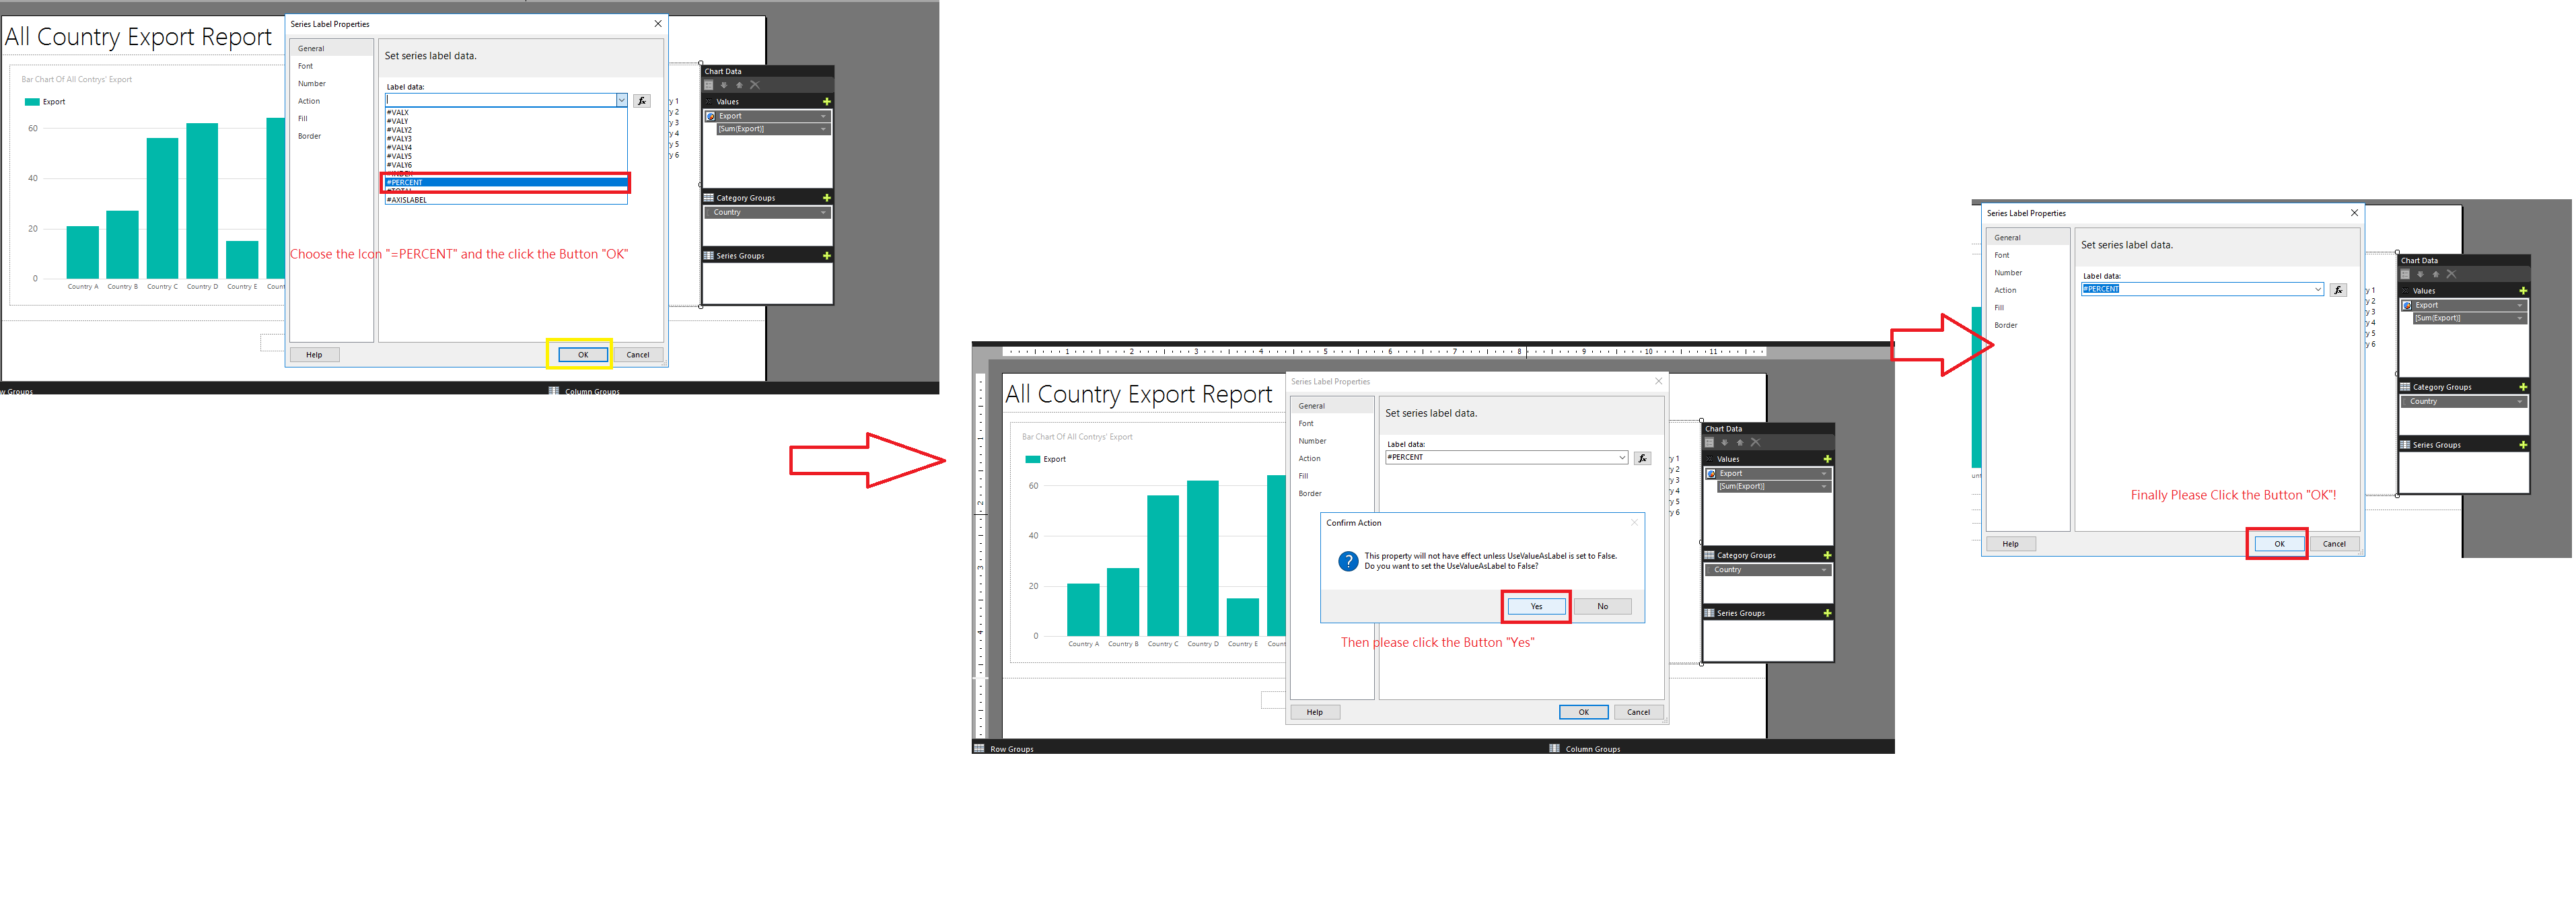 All Country Export Report
Bar Chart Of All Contrys' Export
Export
60
40
20
0
Country A
Country B
Country C
Country D
Country E
Count
Series Label Properties
General
Font
Number
Action
Fill
Border
Set series label data.
Label data:
fx
#VALX
#VALY
#VALY2
#VALY3
#VALY4
#VALY5
#VALY6
#INDEX
#PERCENT
#TOTAL
#AXISLABEL
Choose the Icon "=PERCENT" and the click the Button "OK"
Help
OK
Cancel
y 1
y 2
y 3
y 4
y 5
y 6
Chart Data
Values
Export
[Sum(Export)]
Category Groups
Country
Series Groups
w Groups
Column Groups
1 2 3 4 5 6 7 8 9 10 11
1
2
3
4
All Country Export Report
Bar Chart Of All Contrys' Export
Export
60
40
20
0
Country A
Country B
Country C
Country D
Country E
Count
Series Label Properties
General
Font
Number
Action
Fill
Border
Set series label data.
Label data:
#PERCENT
fx
Confirm Action
?
This property will not have effect unless UseValueAsLabel is set to False.
Do you want to set the UseValueAsLabel to False?
Yes
No
Then please click the Button "Yes"
Help
OK
Cancel
y 1
y 2
y 3
y 4
y 5
y 6
Chart Data
Values
Export
[Sum(Export)]
Category Groups
Country
Series Groups
Row Groups
Column Groups
Series Label Properties
General
Font
Number
Action
Fill
Border
Set series label data.
Label data:
#PERCENT
fx
Finally Please Click the Button "OK"!
Help
OK
Cancel
unt
y 1
y 2
y 3
y 4
y 5
y 6
Chart Data
Values
Export
[Sum(Export)]
Category Groups
Country
Series Groups